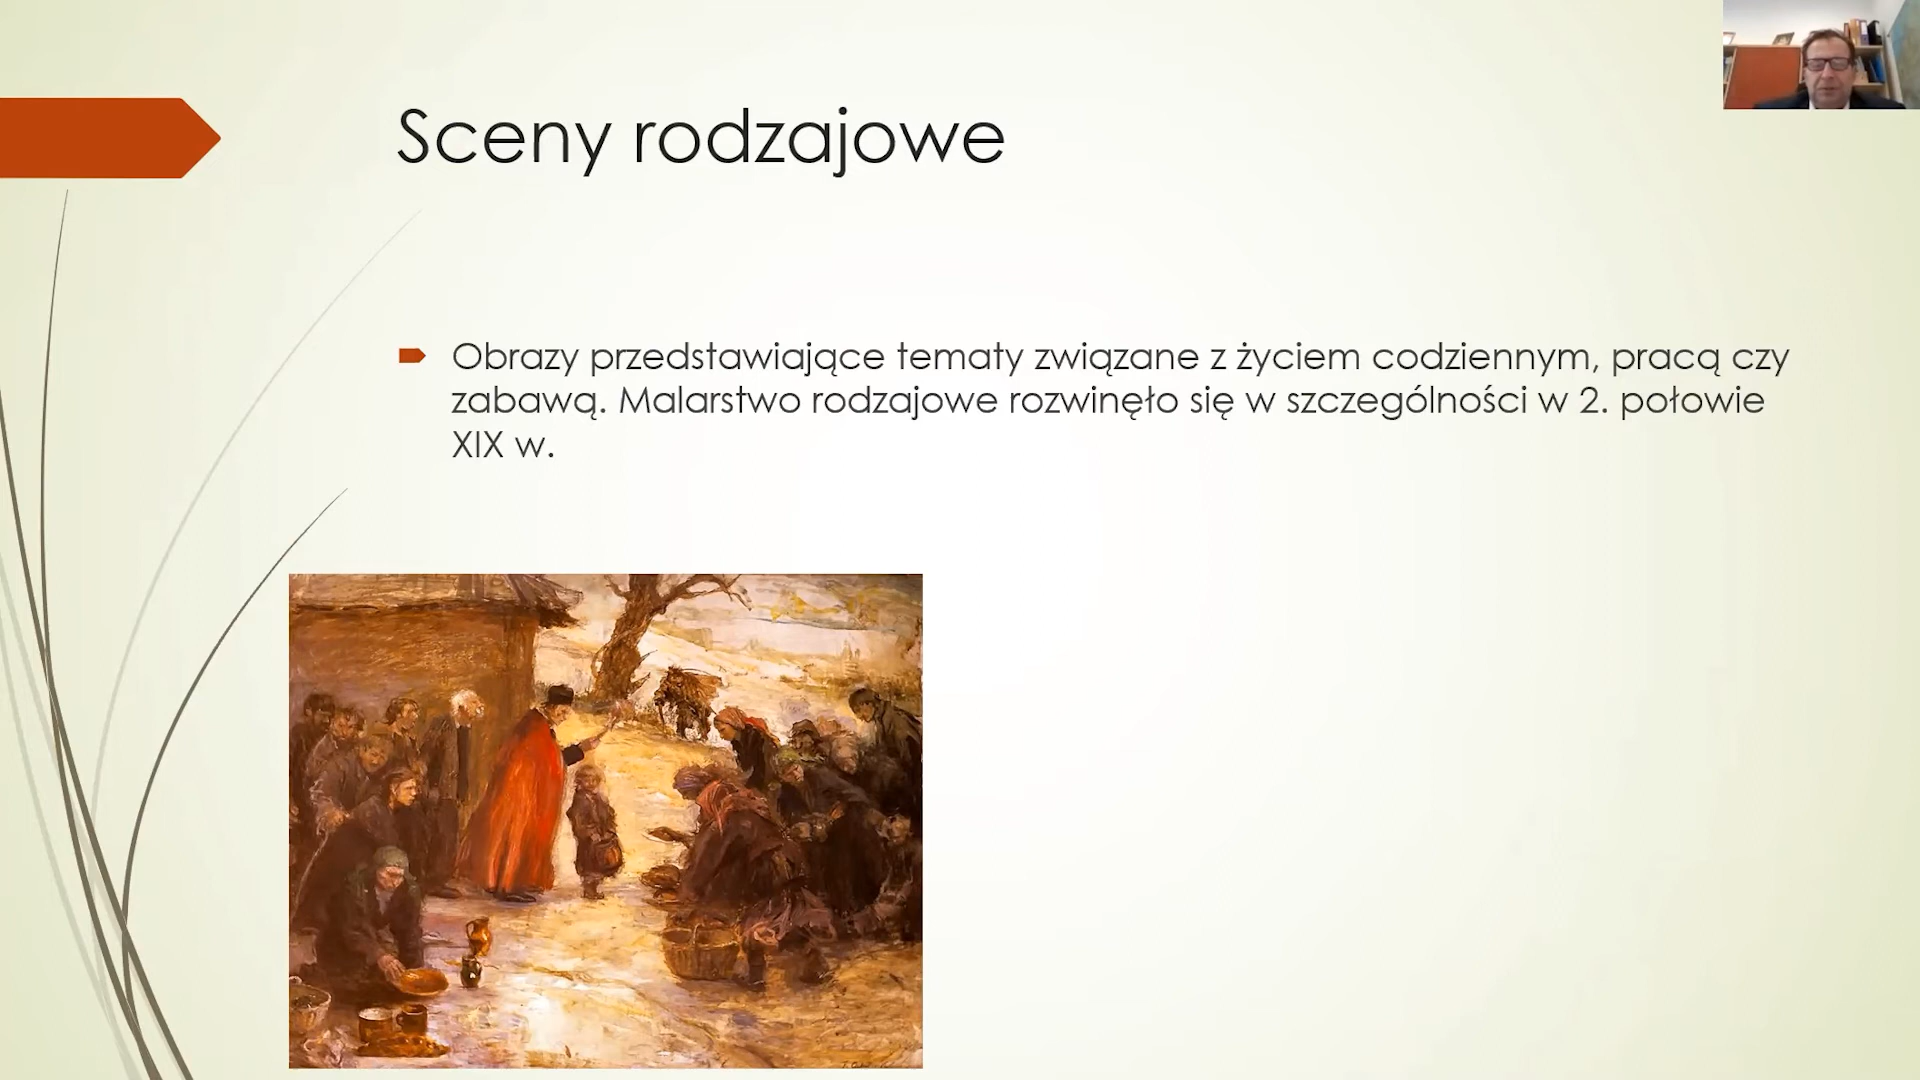 Sceny rodzajowe
Obrazy przedstawiające tematy związane z życiem codziennym, pracą czy
zabawą. Malarstwo rodzajowe rozwinęło się w szczególności w 2. połowie
XIX w.